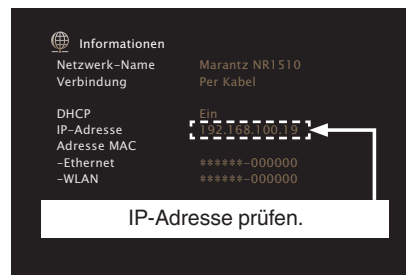 Informationen
Netzwerk-Name Marantz NR1510
Verbindung Per Kabel
DHCP Ein
IP-Adresse 192.168.100.19
Adresse MAC
-Ethernet ******-000000
-WLAN ******-000000
IP-Adresse prüfen.